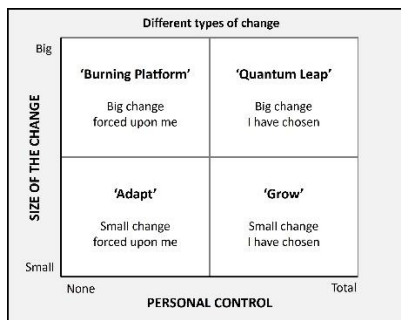 Different types of change
Big
‘Burning Platform’
Big change
forced upon me
‘Quantum Leap’
Big change
I have chosen
SIZE OF THE CHANGE
‘Adapt’
Small change
forced upon me
‘Grow’
Small change
I have chosen
Small
None
Total
PERSONAL CONTROL